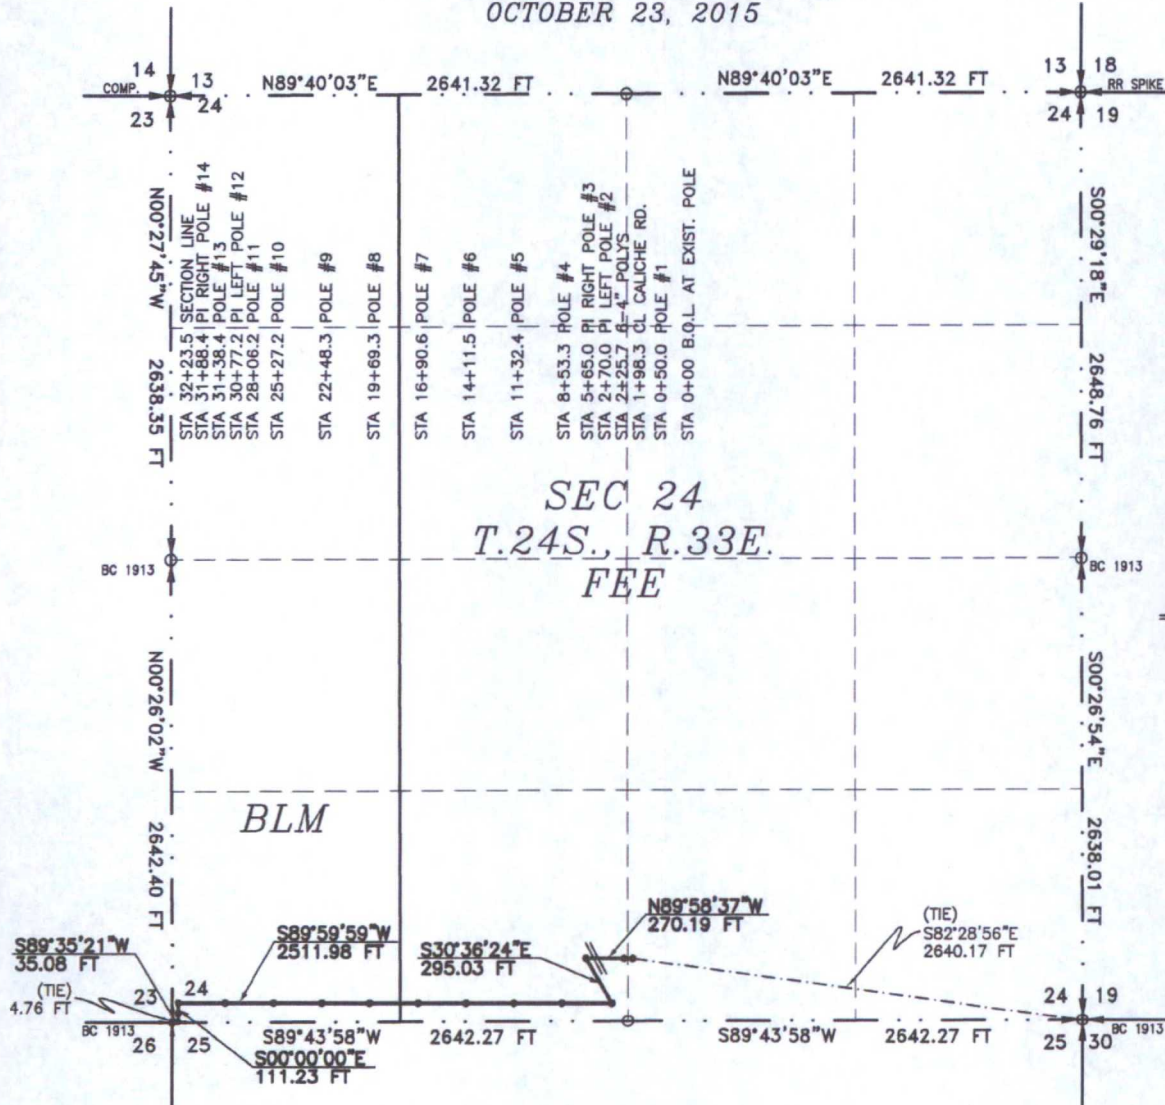 OCTOBER 23, 2015
14
13
COMP.
23
24
N89°40'03"E 2641.32 FT
N89°40'03"E 2641.32 FT
13
18
RR SPIKE
24
19
N00°27'45"W 2638.35 FT
STA 32+23.5 SECTION LINE
STA 31+88.4 PI RIGHT POLE #14
STA 31+38.4 POLE #13
STA 30+77.2 PI LEFT POLE #12
STA 28+06.2 POLE #11
STA 25+27.2 POLE #10
STA 22+48.3 POLE #9
STA 19+69.3 POLE #8
STA 16+90.6 POLE #7
STA 14+11.5 POLE #6
STA 11+32.4 POLE #5
STA 8+53.3 POLE #4
STA 5+65.0 PI RIGHT POLE #3
STA 2+70.0 PI LEFT POLE #2
STA 2+25.7 6-4" POLYS
STA 1+98.3 CL CALICHE RD.
STA 0+50.0 POLE #1
STA 0+00 B.O.L. AT EXIST. POLE
S00°29'18"E 2648.76 FT
SEC 24
T.24S., R.33E.
FEE
BC 1913
BC 1913
N00°26'02"W 2642.40 FT
S00°26'54"E 2638.01 FT
BLM
S89°35'21"W
35.08 FT
(TIE)
4.76 FT
S89°59'59"W
2511.98 FT
S30°36'24"E
295.03 FT
N89°58'37"W
270.19 FT
(TIE)
S82°28'56"E
2640.17 FT
23
24
BC 1913
26
25
S89°43'58"W 2642.27 FT
S89°43'58"W 2642.27 FT
24
19
BC 1913
25
30
S00°00'00"E
111.23 FT